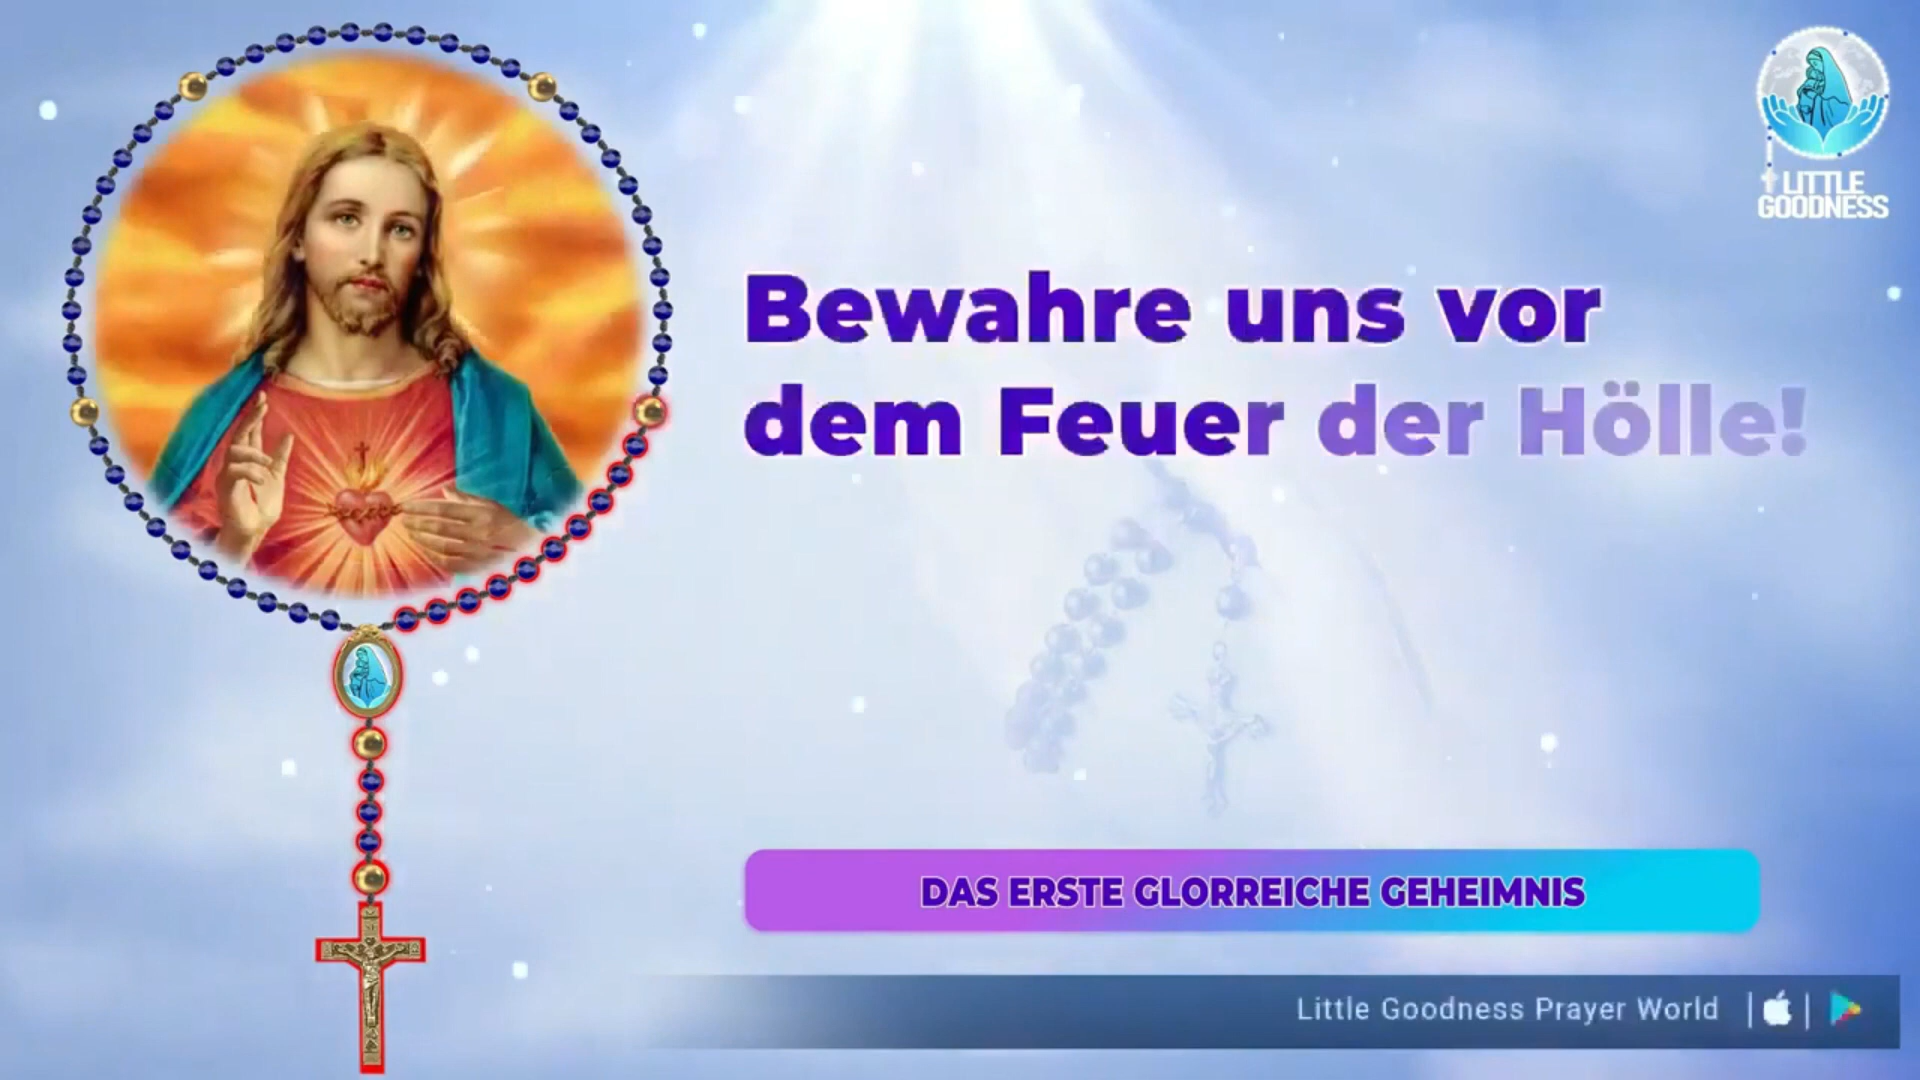 LITTLE
GOODNESS
Bewahre uns vor
dem Feuer der Hölle!
DAS ERSTE GLORREICHE GEHEIMNIS
Little Goodness Prayer World